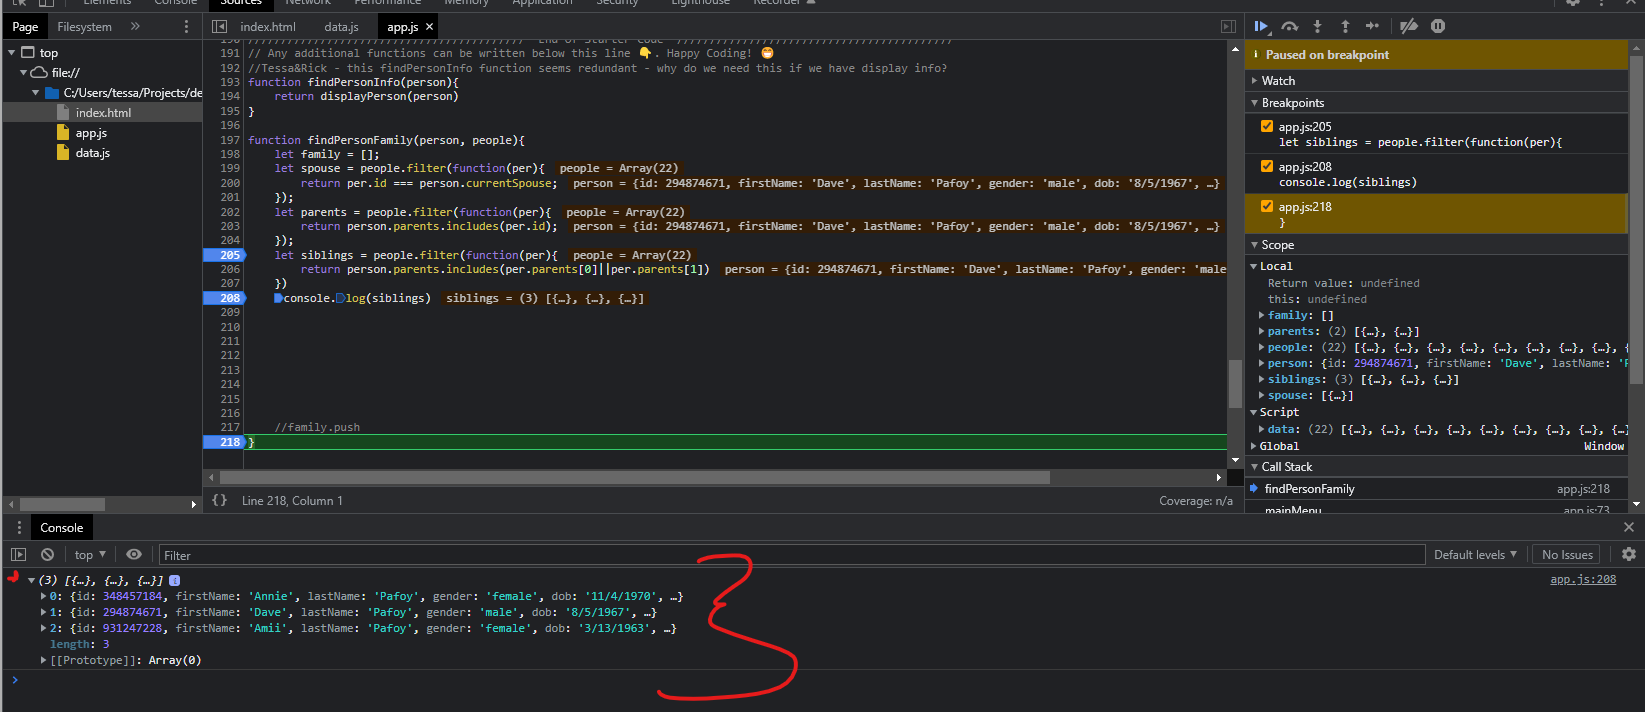 Elements Console Sources Network Performance Memory Application Security Lighthouse Recorder
Page Filesystem »
index.html data.js app.js ×
top
file://
C:/Users/tessa/Projects/de
index.html
app.js
data.js
190 //////////////////////////////////////////  End of Starter Code  //////////////////////////////////////////
191 // Any additional functions can be written below this line 👇. Happy Coding! 😁
192 //Tessa&Rick - this findPersonInfo function seems redundant - why do we need this if we have display info?
193 function findPersonInfo(person){
194     return displayPerson(person)
195 }
196
197 function findPersonFamily(person, people){
198     let family = [];
199     let spouse = people.filter(function(per){  people = Array(22)
200         return per.id === person.currentSpouse;  person = {id: 294874671, firstName: 'Dave', lastName: 'Pafoy', gender: 'male', dob: '8/5/1967', …}
201     });
202     let parents = people.filter(function(per){  people = Array(22)
203         return person.parents.includes(per.id);  person = {id: 294874671, firstName: 'Dave', lastName: 'Pafoy', gender: 'male', dob: '8/5/1967', …}
204     });
205     let siblings = people.filter(function(per){  people = Array(22)
206         return person.parents.includes(per.parents[0]||per.parents[1])  person = {id: 294874671, firstName: 'Dave', lastName: 'Pafoy', gender: 'male
207     })
208     console.log(siblings)  siblings = (3) [{…}, {…}, {…}]
209
210
211
212
213
214
215
216
217     //family.push
218 }
{ } Line 218, Column 1 Coverage: n/a
Paused on breakpoint
Watch
Breakpoints
app.js:205
let siblings = people.filter(function(per){
app.js:208
console.log(siblings)
app.js:218
}
Scope
Local
Return value: undefined
this: undefined
family: []
parents: (2) [{…}, {…}]
people: (22) [{…}, {…}, {…}, {…}, {…}, {…}, {…}, {…}, {
person: {id: 294874671, firstName: 'Dave', lastName: 'P
siblings: (3) [{…}, {…}, {…}]
spouse: [{…}]
Script
data: (22) [{…}, {…}, {…}, {…}, {…}, {…}, {…}, {…}, {…}
Global Window
Call Stack
findPersonFamily app.js:218
mainMenu app.js:73
Console ×
top ▼ Filter Default levels ▼ No Issues
(3) [{…}, {…}, {…}] i app.js:208
0: {id: 348457184, firstName: 'Annie', lastName: 'Pafoy', gender: 'female', dob: '11/4/1970', …}
1: {id: 294874671, firstName: 'Dave', lastName: 'Pafoy', gender: 'male', dob: '8/5/1967', …}
2: {id: 931247228, firstName: 'Amii', lastName: 'Pafoy', gender: 'female', dob: '3/13/1963', …}
length: 3
[[Prototype]]: Array(0)
>